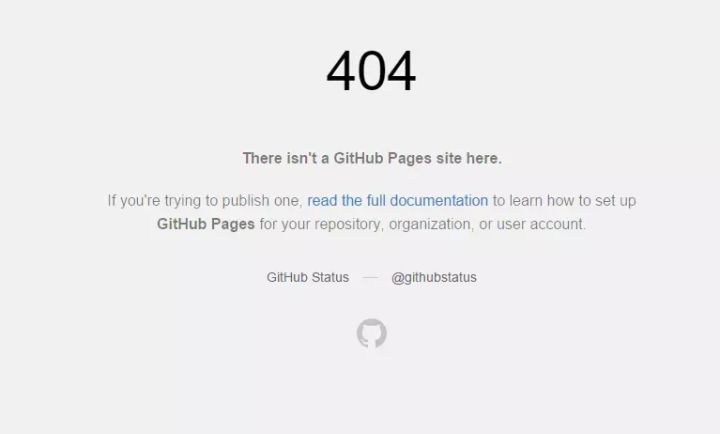 404
There isn't a GitHub Pages site here.
If you're trying to publish one, read the full documentation to learn how to set up
GitHub Pages for your repository, organization, or user account.
GitHub Status — @githubstatus